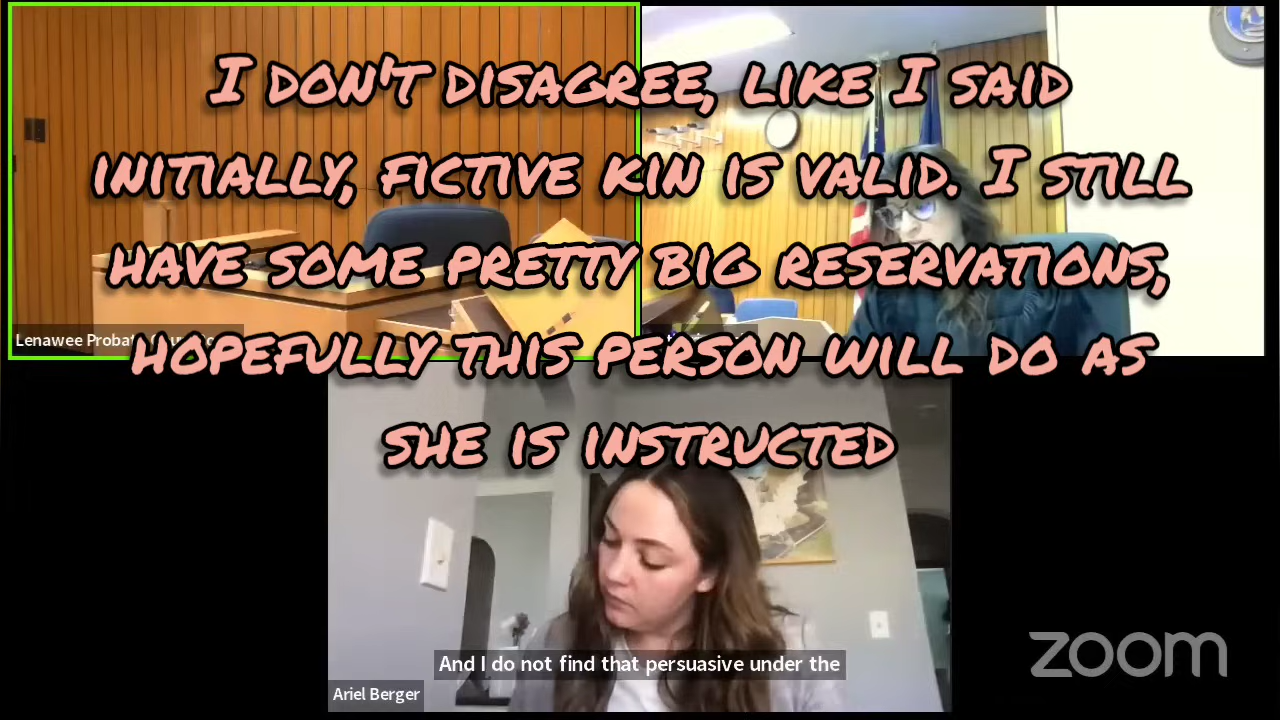 I DON'T DISAGREE, LIKE I SAID
INITIALLY, FICTIVE KIN IS VALID. I STILL
HAVE SOME PRETTY BIG RESERVATIONS,
HOPEFULLY THIS PERSON WILL DO AS
SHE IS INSTRUCTED
Lenawee
And I do not find that persuasive under the
Ariel Berger
zoom